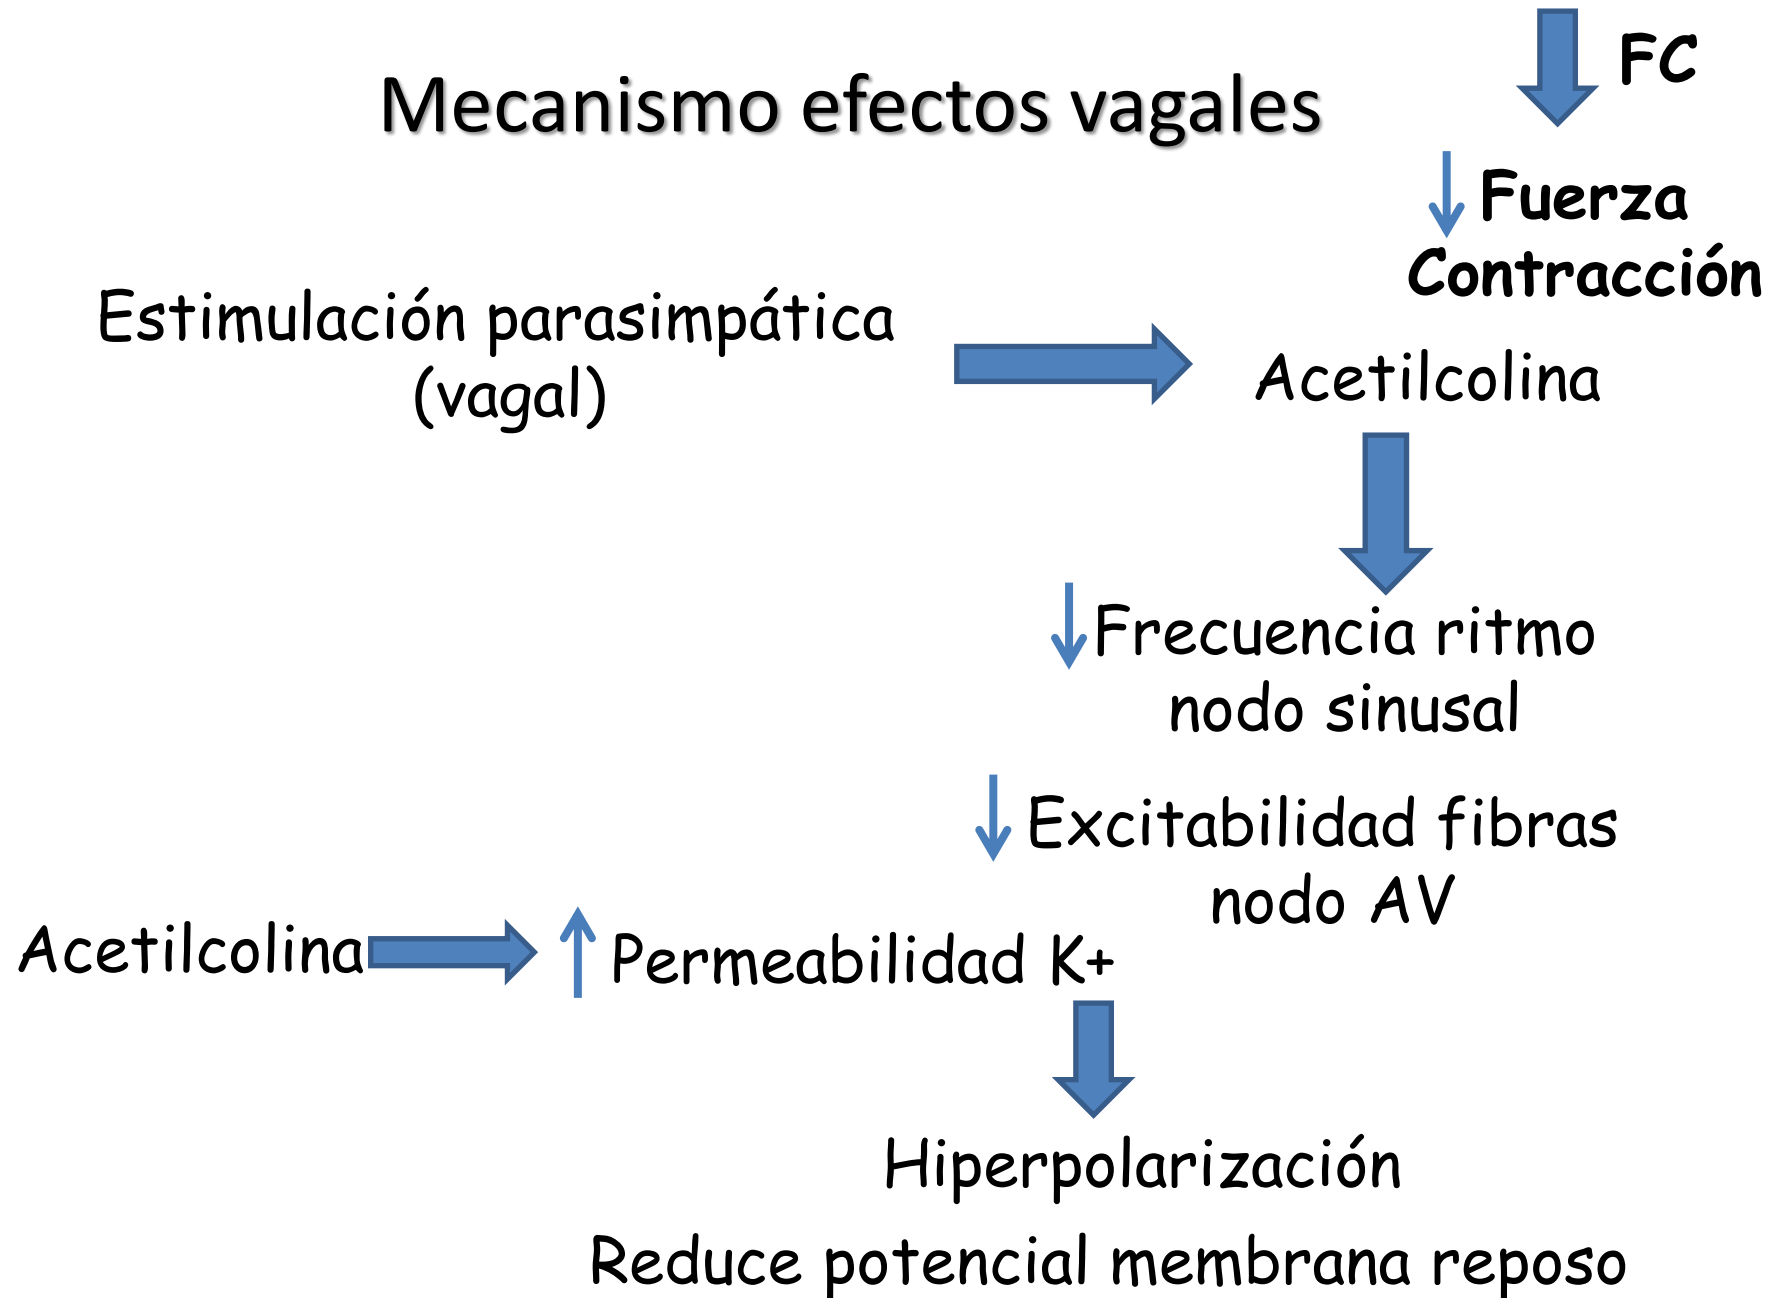 FC
Mecanismo efectos vagales
Fuerza
Contracción
Estimulación parasimpática
(vagal)
Acetilcolina
Frecuencia ritmo
nodo sinusal
Excitabilidad fibras
nodo AV
Acetilcolina
Permeabilidad K+
Hiperpolarización
Reduce potencial membrana reposo